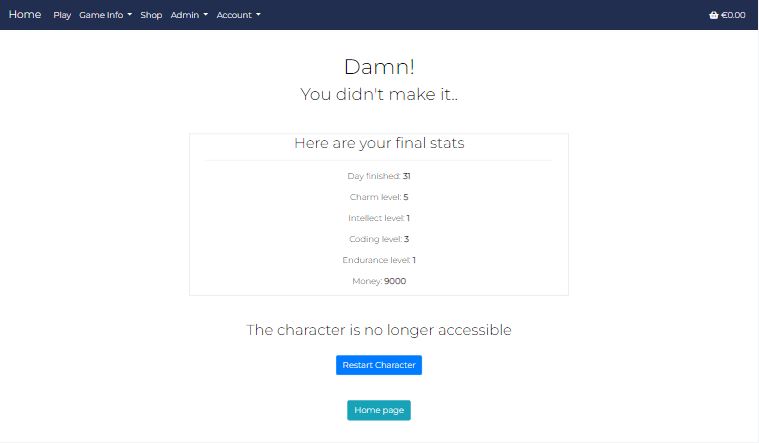 Home Play Game Info Shop Admin Account €0.00
Damn!
You didn't make it..
Here are your final stats
Day finished: 31
Charm level: 5
Intellect level: 1
Coding level: 3
Endurance level: 1
Money: 9000
The character is no longer accessible
Restart Character
Home page